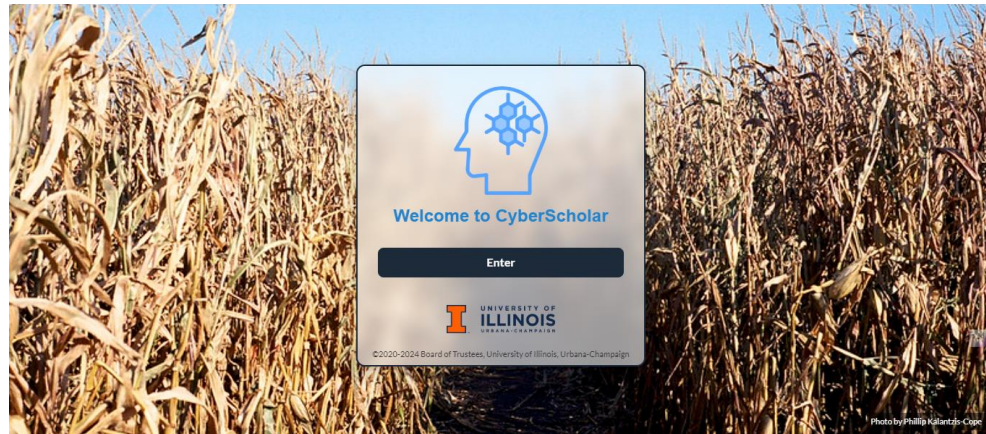 Welcome to CyberScholar
Enter
UNIVERSITY OF
ILLINOIS
URBANA-CHAMPAIGN
©2020-2024 Board of Trustees, University of Illinois, Urbana-Champaign
Photo by Phillip Kalantzis-Cope